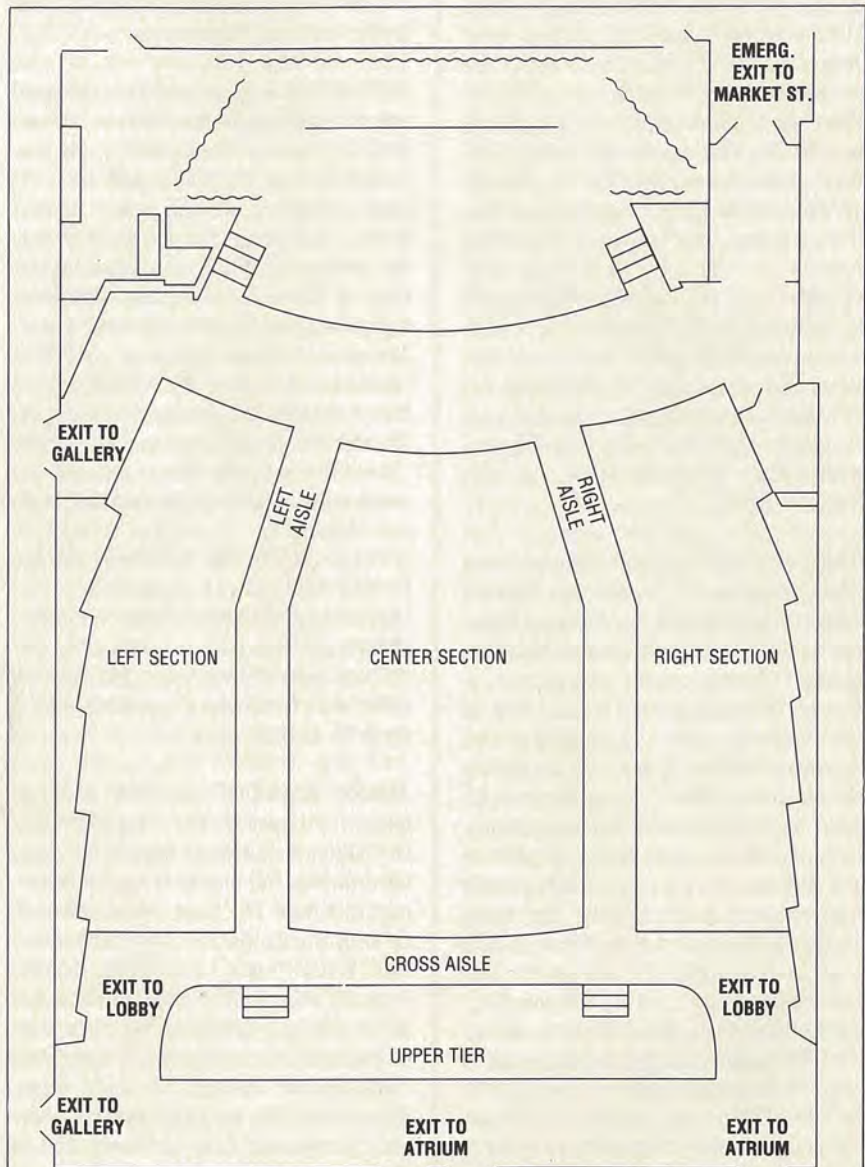 EMERG.
EXIT TO
MARKET ST.
EXIT TO
GALLERY
LEFT
AISLE
RIGHT
AISLE
LEFT SECTION
CENTER SECTION
RIGHT SECTION
CROSS AISLE
EXIT TO
LOBBY
EXIT TO
LOBBY
UPPER TIER
EXIT TO
GALLERY
EXIT TO
ATRIUM
EXIT TO
ATRIUM